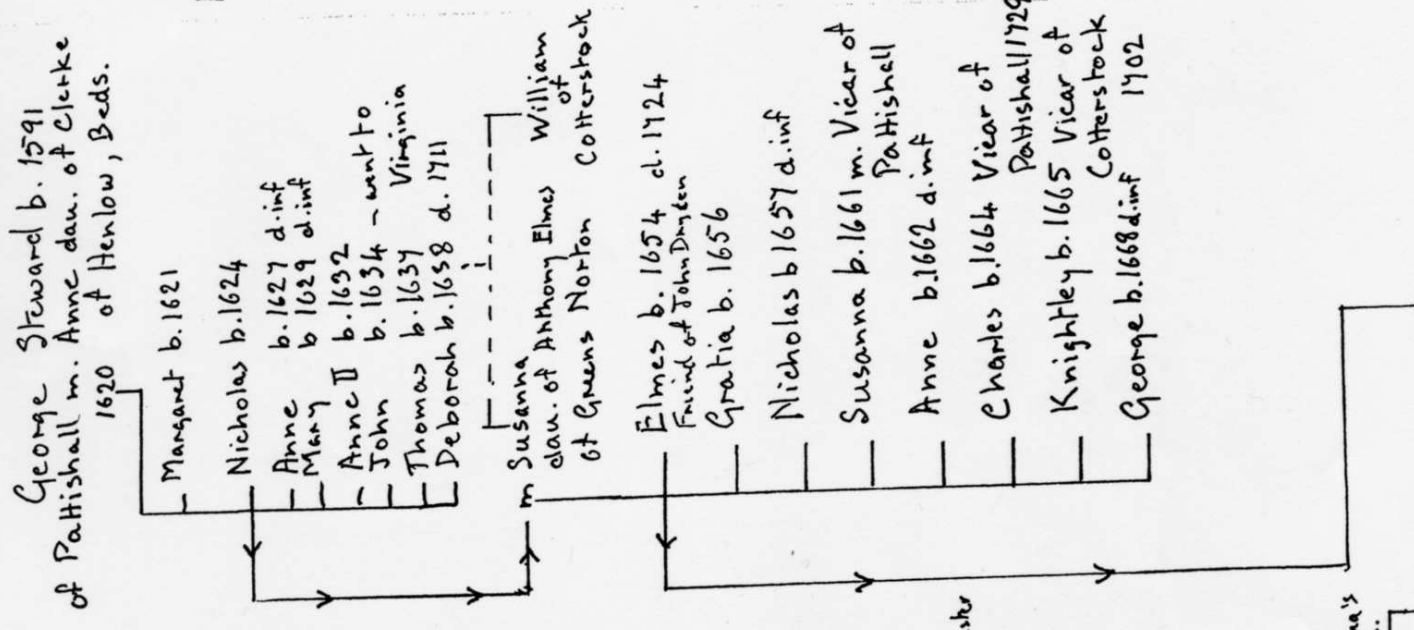 George Steward b. 1591
of Pattishall m. Anne dau. of Clerke
1620 of Henlow, Beds.
Margaret b. 1621
Nicholas b. 1624
Anne b. 1627 d. inf
Mary b 1629 d. inf
Anne II b. 1632
John b. 1634 - went to
Virginia
Thomas b. 1637
Deborah b. 1638 d. 1711
m Susanna
dau. of Anthony Elmes
of Greens Norton
William
of
Cotterstock
Elmes b. 1654 d. 1724
Friend of John Dryden
Gratia b. 1656
Nicholas b 1657 d. inf
Susanna b. 1661 m. Vicar of
Pattishall
Anne b. 1662 d. inf
Charles b. 1664 Vicar of
Pattishall 1729
Knightley b. 1665 Vicar of
Cotterstock
1702
George b. 1668 d. inf